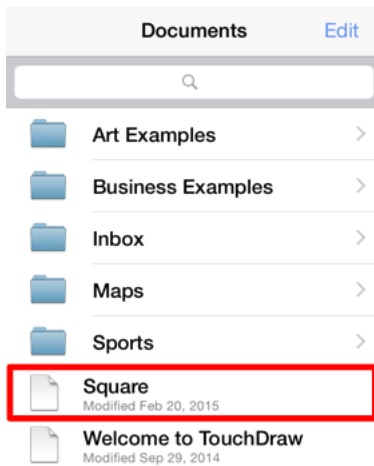 Documents
Edit
Art Examples
Business Examples
Inbox
Maps
Sports
Square
Modified Feb 20, 2015
Welcome to TouchDraw
Modified Sep 29, 2014